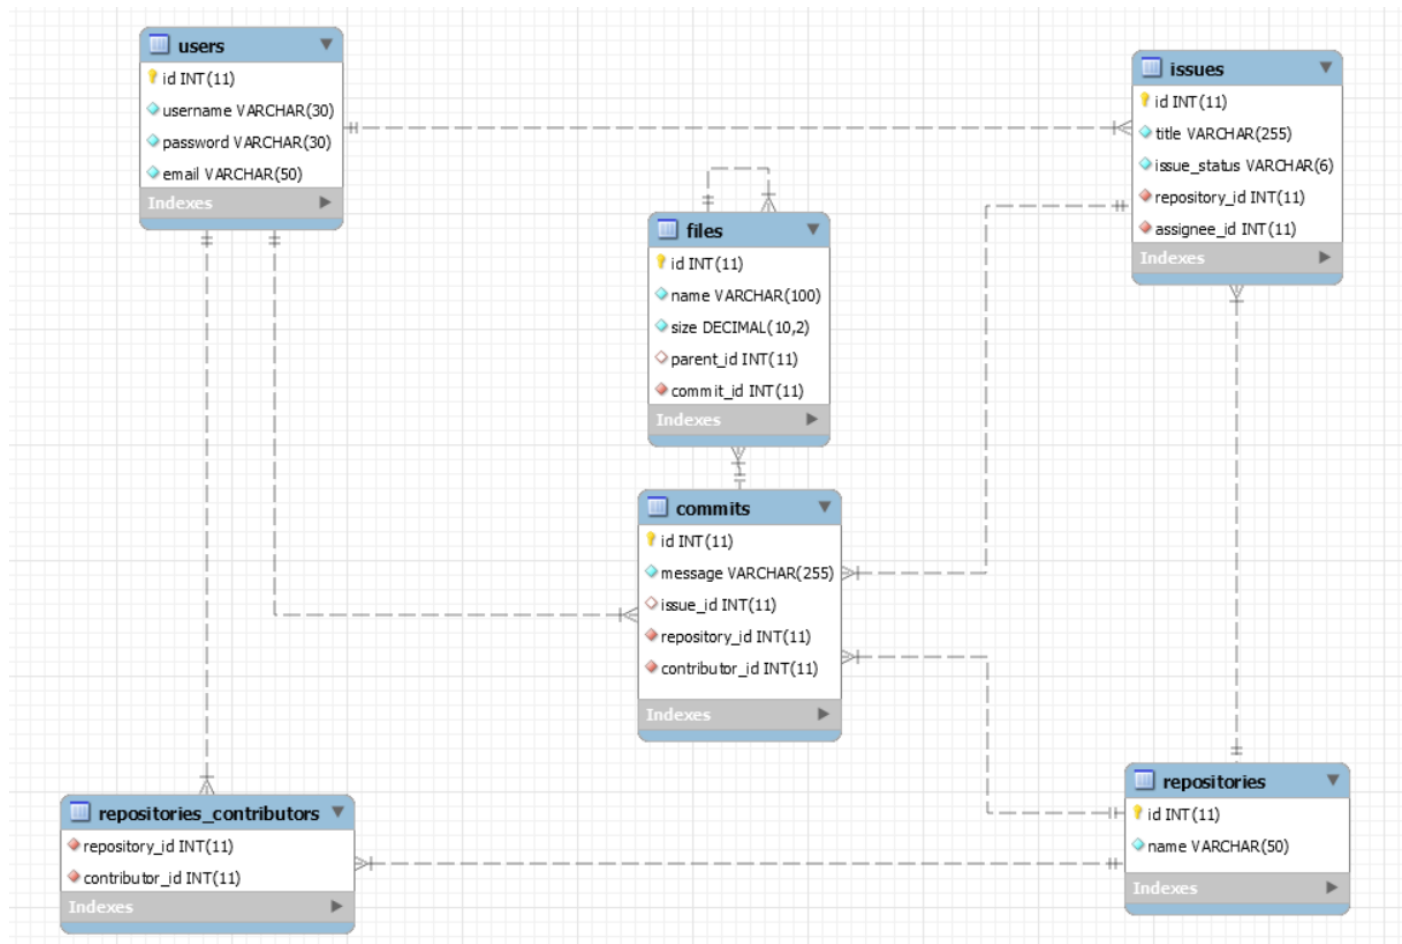 users
id INT(11)
username VARCHAR(30)
password VARCHAR(30)
email VARCHAR(50)
Indexes
issues
id INT(11)
title VARCHAR(255)
issue_status VARCHAR(6)
repository_id INT(11)
assignee_id INT(11)
Indexes
files
id INT(11)
name VARCHAR(100)
size DECIMAL(10,2)
parent_id INT(11)
commit_id INT(11)
Indexes
commits
id INT(11)
message VARCHAR(255)
issue_id INT(11)
repository_id INT(11)
contributor_id INT(11)
Indexes
repositories_contributors
repository_id INT(11)
contributor_id INT(11)
Indexes
repositories
id INT(11)
name VARCHAR(50)
Indexes